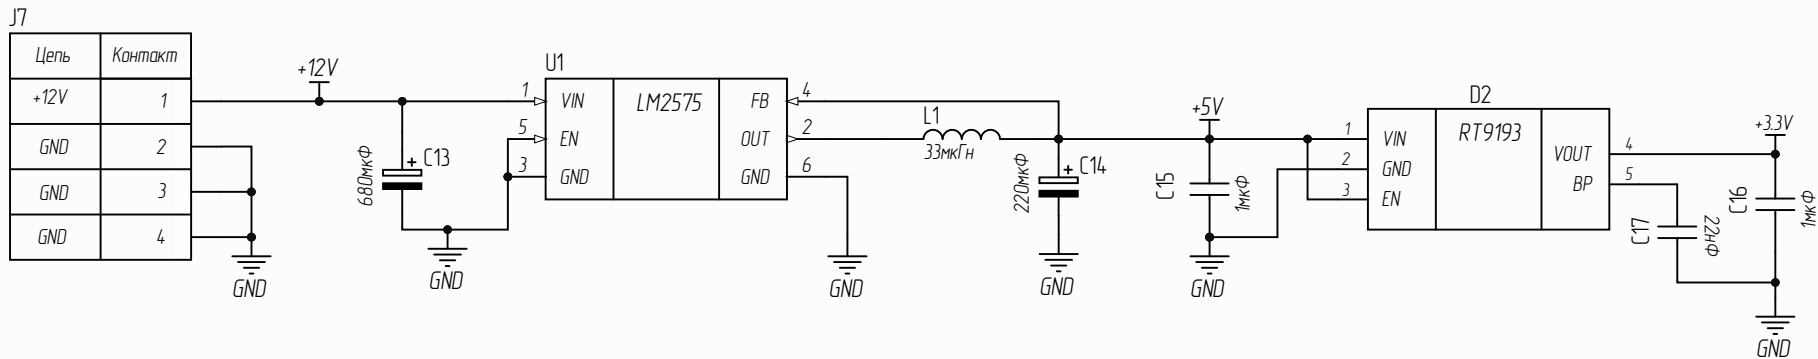 J7
Цепь Контакт
+12V 1
GND 2
GND 3
GND 4
GND
+12V
680мкФ
+ C13
GND
U1
LM2575
1 VIN
5 EN
3 GND
FB 4
OUT 2
GND 6
GND
L1
33мкГн
220мкФ
+ C14
GND
+5V
C15
1мкФ
GND
D2
RT9193
1 VIN
2 GND
3 EN
VOUT 4
BP 5
C17
22нФ
+3.3V
C16
1мкФ
GND